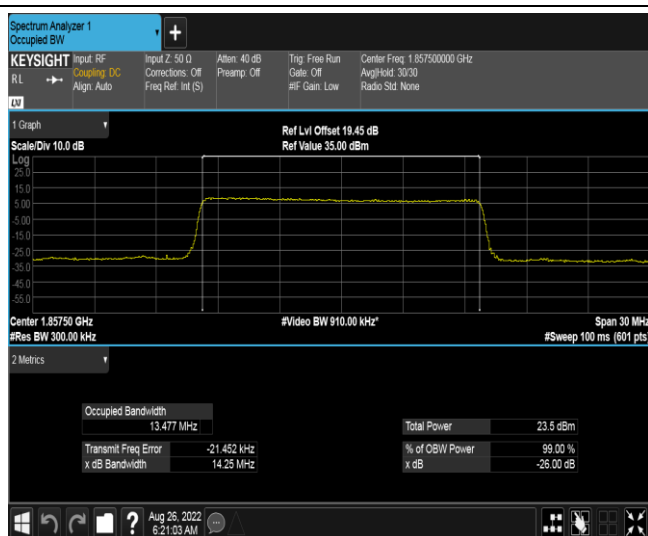 Spectrum Analyzer 1
Occupied BW
+
KEYSIGHT Input: RF Input Z: 50 Ω Atten: 40 dB Trig: Free Run Center Freq: 1.857500000 GHz
RL Coupling: DC Corrections: Off Preamp: Off Gate: Off Avg|Hold: 30/30
Align: Auto Freq Ref: Int (S) #IF Gain: Low Radio Std: None
LXI
1 Graph Ref Lvl Offset 19.45 dB
Scale/Div 10.0 dB Ref Value 35.00 dBm
Log
25.0
15.0
5.00
-5.00
-15.0
-25.0
-35.0
-45.0
-55.0
Center 1.85750 GHz #Video BW 910.00 kHz* Span 30 MHz
#Res BW 300.00 kHz #Sweep 100 ms (601 pts)
2 Metrics
Occupied Bandwidth
13.477 MHz Total Power 23.5 dBm
Transmit Freq Error -21.452 kHz % of OBW Power 99.00 %
x dB Bandwidth 14.25 MHz x dB -26.00 dB
? Aug 26, 2022
6:21:03 AM